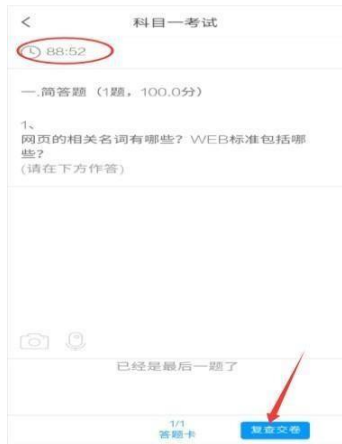 科目一考试
88:52
一.简答题（1题，100.0分）
1、
网页的相关名词有哪些？WEB标准包括哪
些？
(请在下方作答)
已经是最后一题了
1/1
答题卡
复查交卷